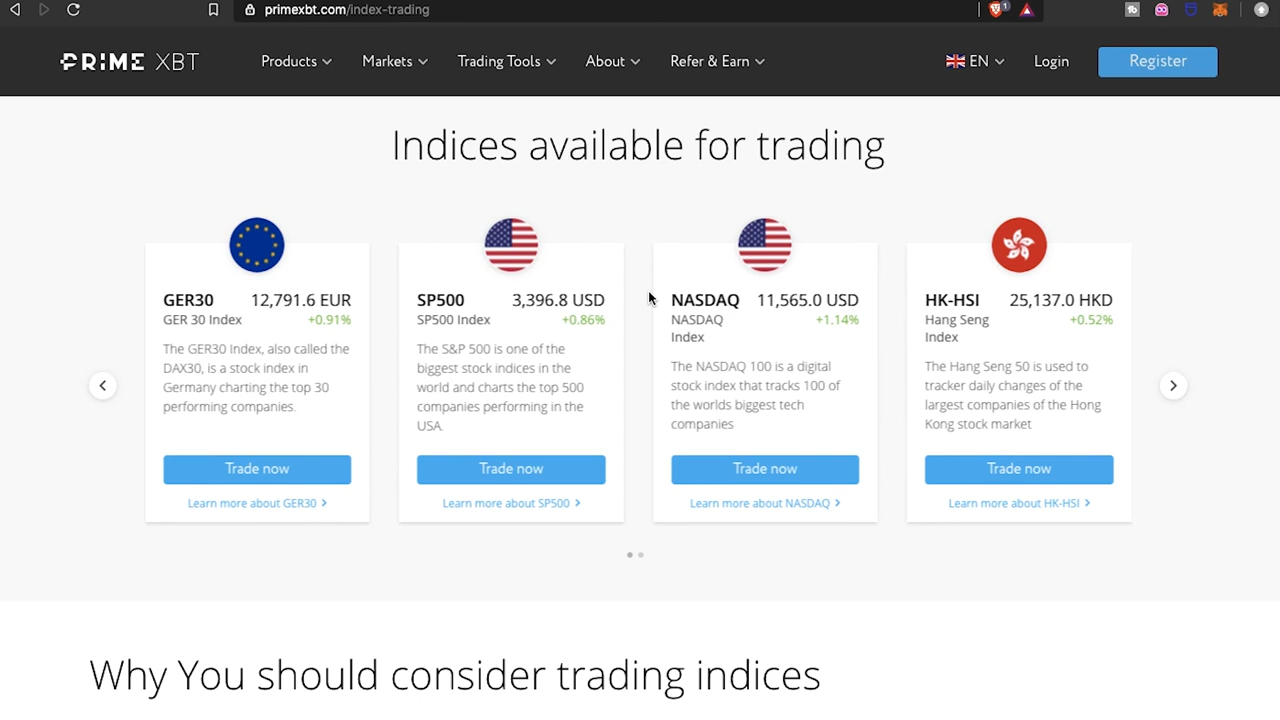 primexbt.com/index-trading
1
PRIME XBT
Products
Markets
Trading Tools
About
Refer & Earn
EN
Login
Register
Indices available for trading
GER30 12,791.6 EUR
GER 30 Index +0.91%
The GER30 Index, also called the
DAX30, is a stock index in
Germany charting the top 30
performing companies.
Trade now
Learn more about GER30
SP500 3,396.8 USD
SP500 Index +0.86%
The S&P 500 is one of the
biggest stock indices in the
world and charts the top 500
companies performing in the
USA.
Trade now
Learn more about SP500
NASDAQ 11,565.0 USD
NASDAQ +1.14%
Index
The NASDAQ 100 is a digital
stock index that tracks 100 of
the worlds biggest tech
companies
Trade now
Learn more about NASDAQ
HK-HSI 25,137.0 HKD
Hang Seng +0.52%
Index
The Hang Seng 50 is used to
tracker daily changes of the
largest companies of the Hong
Kong stock market
Trade now
Learn more about HK-HSI
Why You should consider trading indices